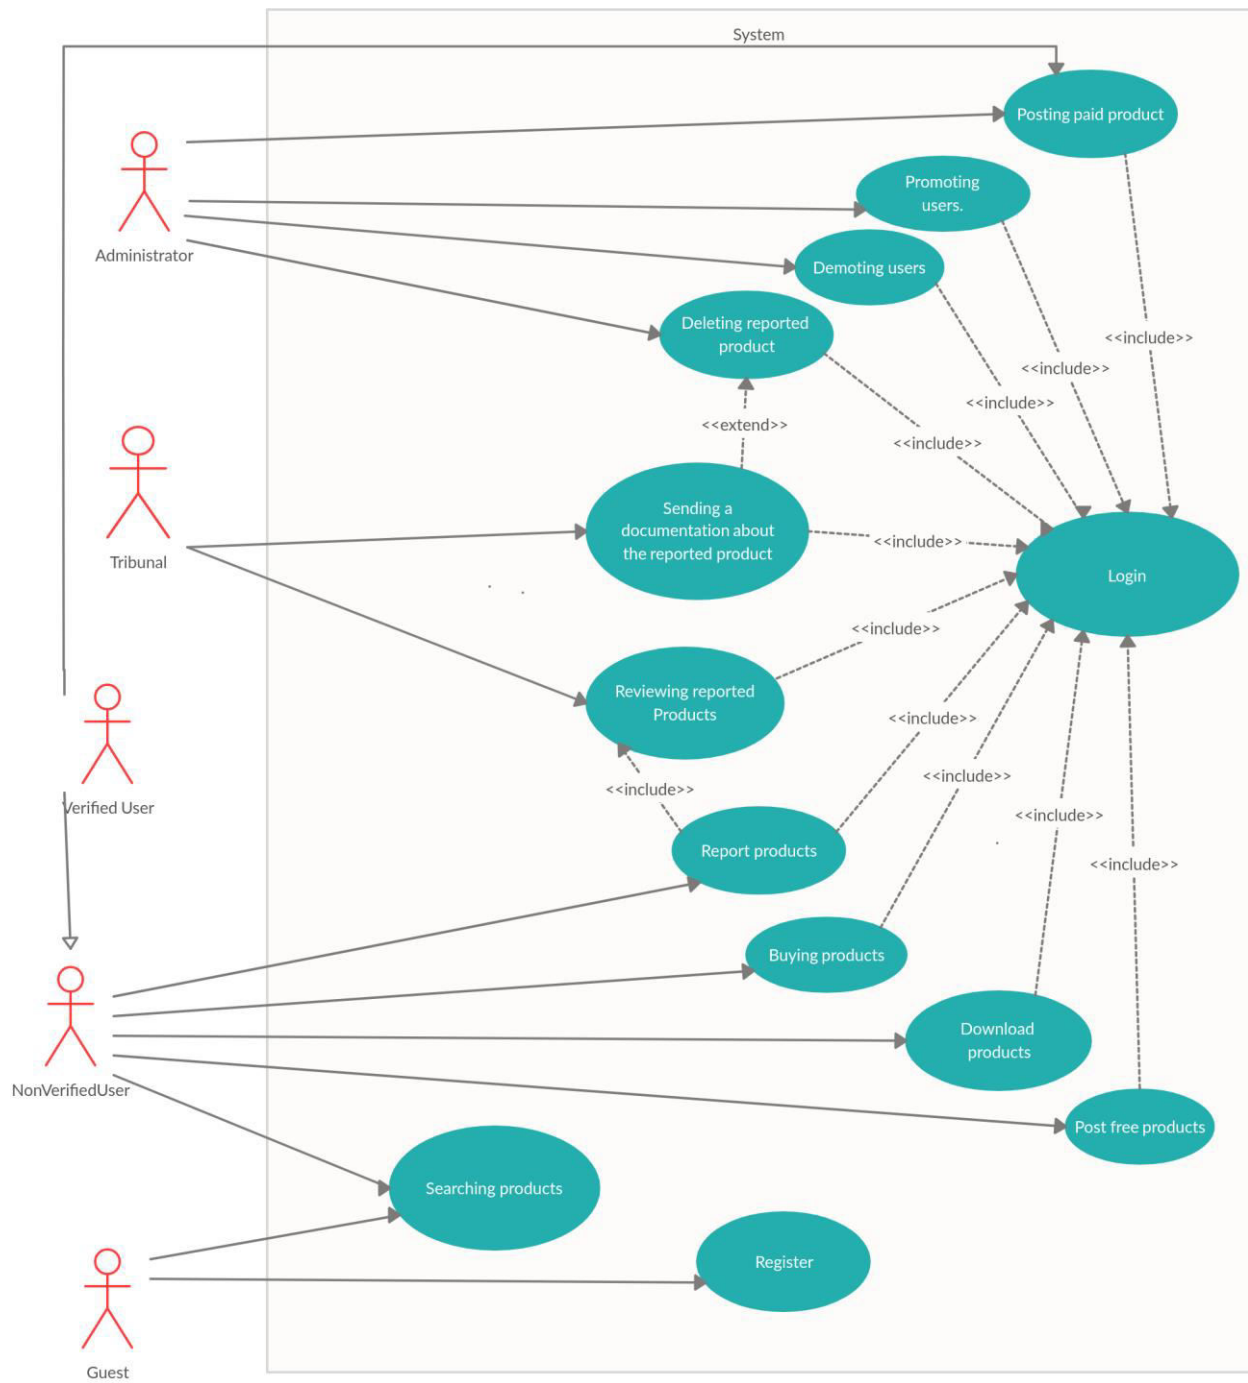 System
Posting paid product
Promoting
users.
Administrator
Demoting users
Deleting reported
product
<<include>>
<<include>>
<<include>>
<<extend>>
<<include>>
Sending a
documentation about
the reported product
<<include>>
Tribunal
Login
<<include>>
Reviewing reported
Products
<<include>>
<<include>>
<<include>>
Verified User
<<include>>
Report products
<<include>>
Buying products
Download
products
NonVerifiedUser
Post free products
Searching products
Register
Guest